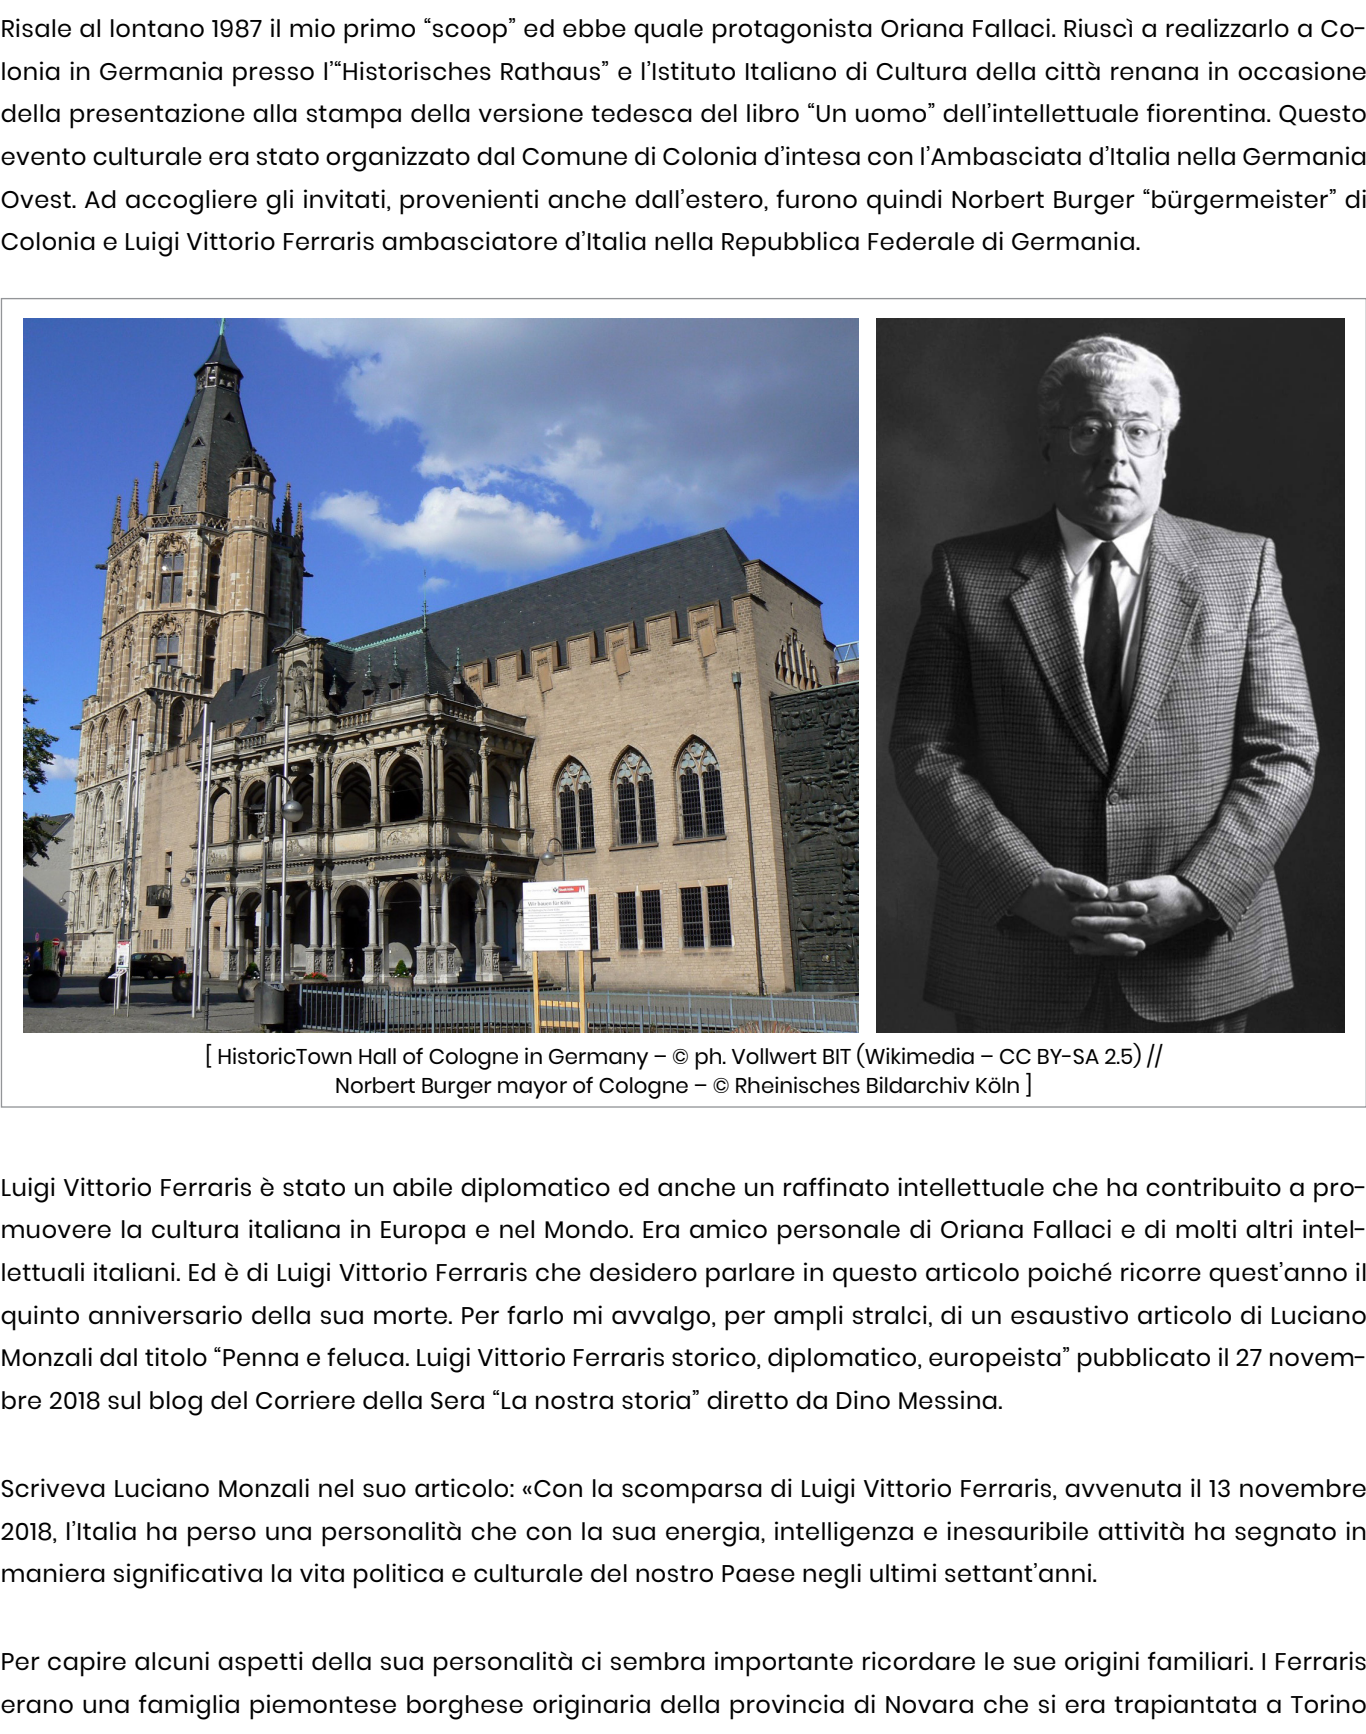 Risale al lontano 1987 il mio primo “scoop” ed ebbe quale protagonista Oriana Fallaci. Riuscì a realizzarlo a Co-
lonia in Germania presso l’“Historisches Rathaus” e l’Istituto Italiano di Cultura della città renana in occasione
della presentazione alla stampa della versione tedesca del libro “Un uomo” dell’intellettuale fiorentina. Questo
evento culturale era stato organizzato dal Comune di Colonia d’intesa con l’Ambasciata d’Italia nella Germania
Ovest. Ad accogliere gli invitati, provenienti anche dall’estero, furono quindi Norbert Burger “bürgermeister” di
Colonia e Luigi Vittorio Ferraris ambasciatore d’Italia nella Repubblica Federale di Germania.
Wir bauen für Köln
[ HistoricTown Hall of Cologne in Germany – © ph. Vollwert BIT (Wikimedia – CC BY-SA 2.5) //
Norbert Burger mayor of Cologne – © Rheinisches Bildarchiv Köln ]
Luigi Vittorio Ferraris è stato un abile diplomatico ed anche un raffinato intellettuale che ha contribuito a pro-
muovere la cultura italiana in Europa e nel Mondo. Era amico personale di Oriana Fallaci e di molti altri intel-
lettuali italiani. Ed è di Luigi Vittorio Ferraris che desidero parlare in questo articolo poiché ricorre quest’anno il
quinto anniversario della sua morte. Per farlo mi avvalgo, per ampli stralci, di un esaustivo articolo di Luciano
Monzali dal titolo “Penna e feluca. Luigi Vittorio Ferraris storico, diplomatico, europeista” pubblicato il 27 novem-
bre 2018 sul blog del Corriere della Sera “La nostra storia” diretto da Dino Messina.
Scriveva Luciano Monzali nel suo articolo: «Con la scomparsa di Luigi Vittorio Ferraris, avvenuta il 13 novembre
2018, l’Italia ha perso una personalità che con la sua energia, intelligenza e inesauribile attività ha segnato in
maniera significativa la vita politica e culturale del nostro Paese negli ultimi settant’anni.
Per capire alcuni aspetti della sua personalità ci sembra importante ricordare le sue origini familiari. I Ferraris
erano una famiglia piemontese borghese originaria della provincia di Novara che si era trapiantata a Torino